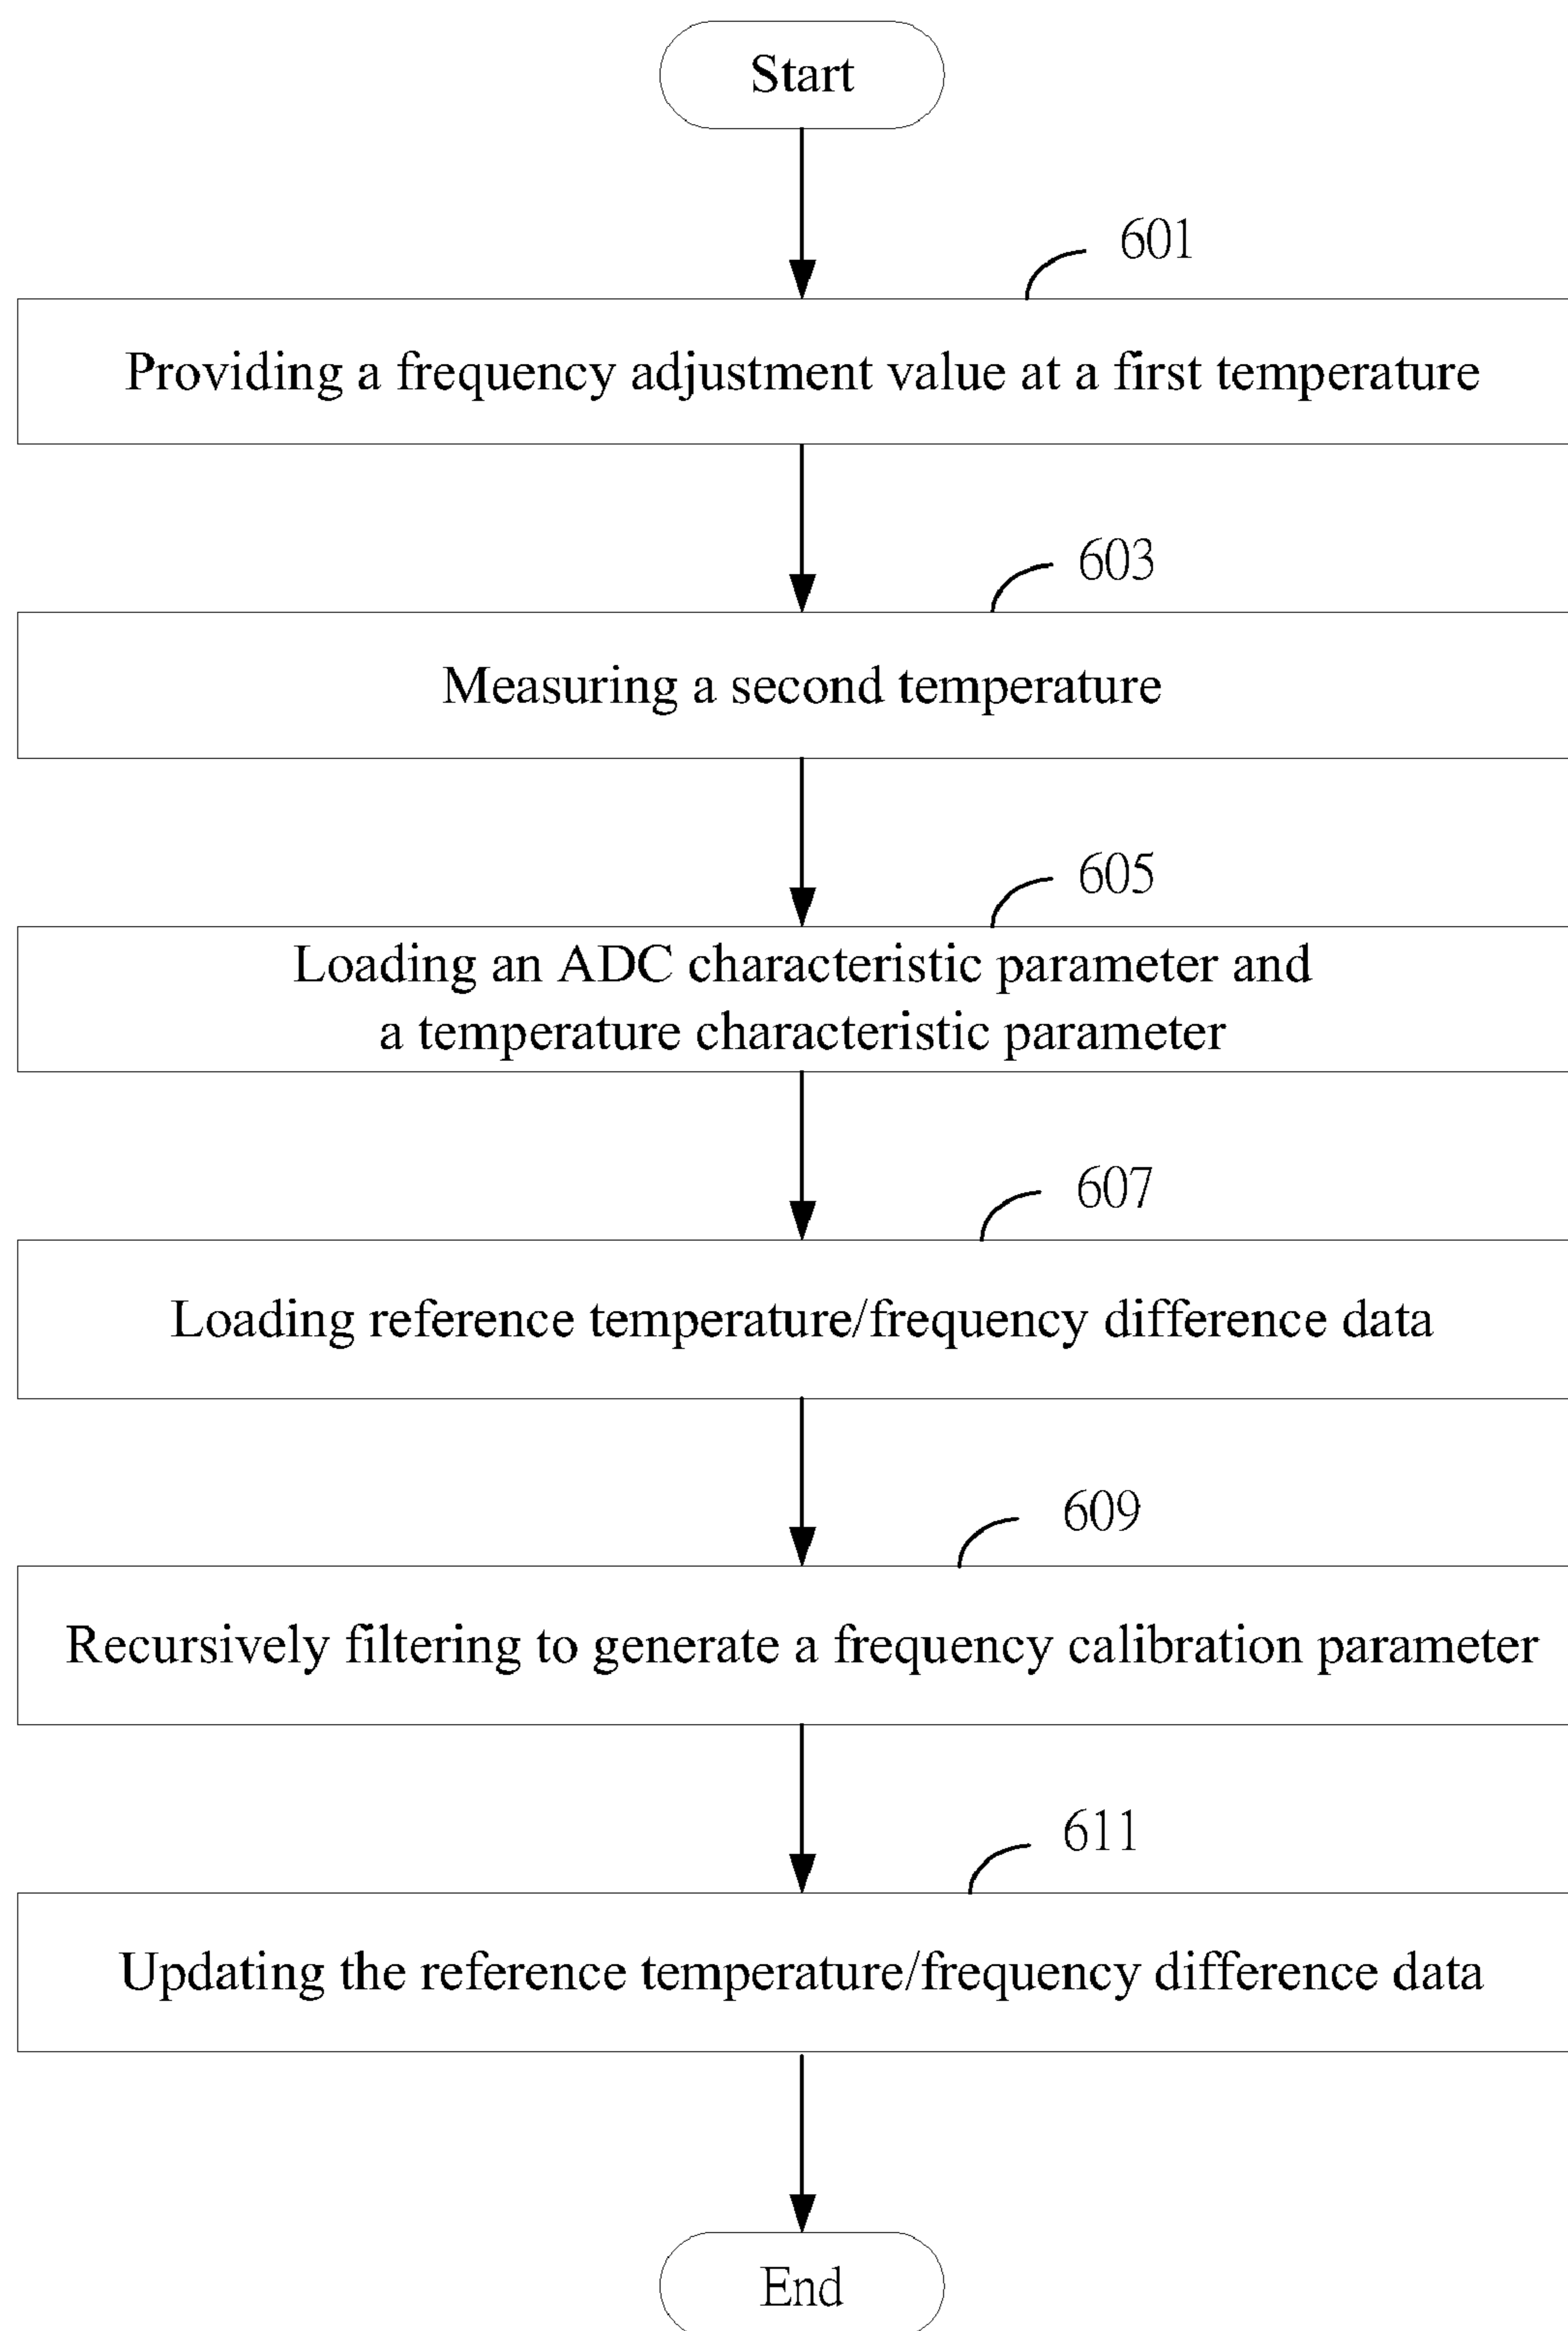 Start
601
Providing a frequency adjustment value at a first temperature
603
Measuring a second temperature
605
Loading an ADC characteristic parameter and
a temperature characteristic parameter
607
Loading reference temperature/frequency difference data
609
Recursively filtering to generate a frequency calibration parameter
611
Updating the reference temperature/frequency difference data
End